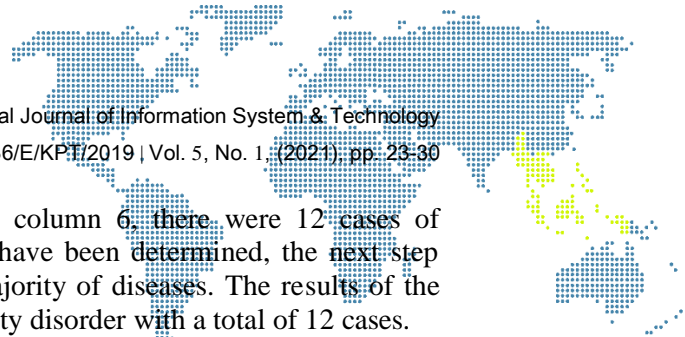 al Journal of Information System & Technology
6/E/KPT/2019 | Vol. 5, No. 1, (2021), pp. 23-30
column 6, there were 12 cases of
have been determined, the next step
jority of diseases. The results of the
ty disorder with a total of 12 cases.